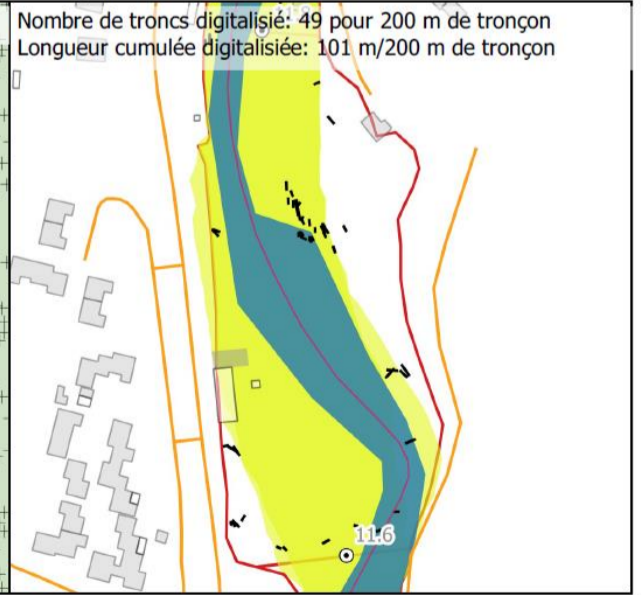 Nombre de troncs digitalisié: 49 pour 200 m de tronçon
Longueur cumulée digitalisiée: 101 m/200 m de tronçon
11.6